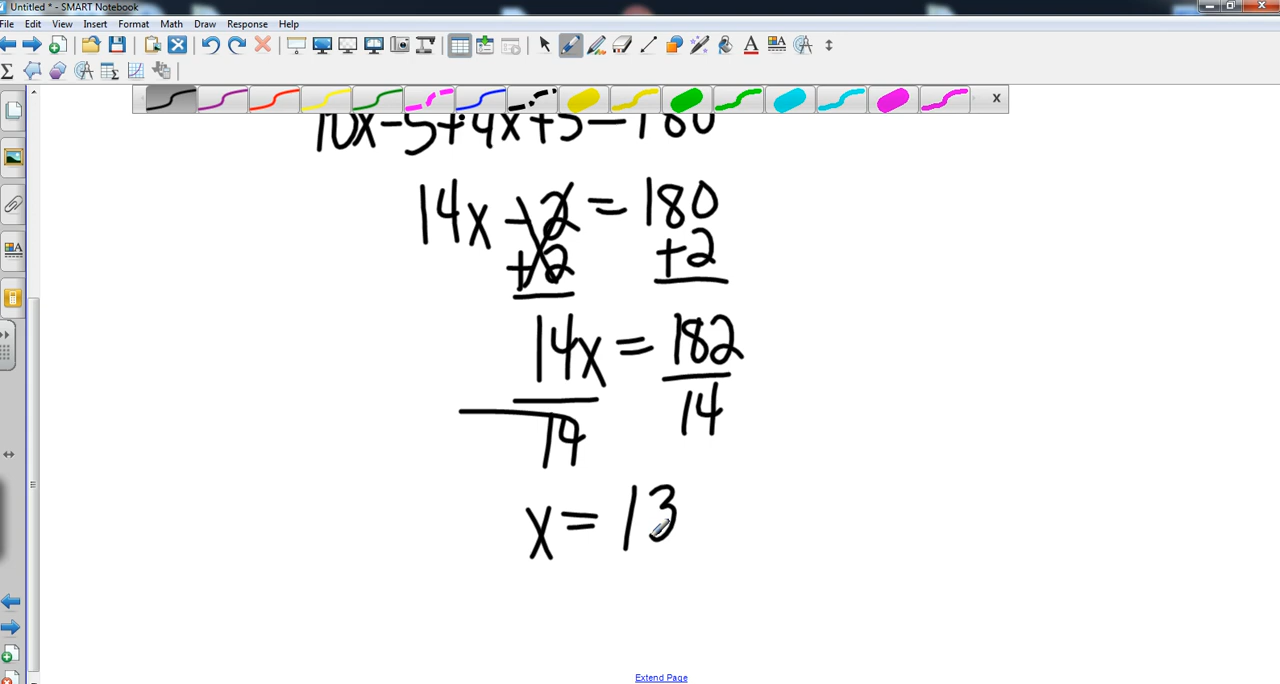 Untitled * - SMART Notebook
File Edit View Insert Format Math Draw Response Help
14x - 2 = 180
+2 +2
14x = 182
14 14
x = 13
Extend Page